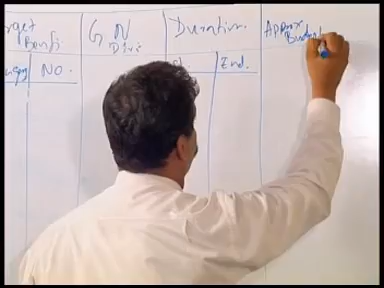 rget Benefi
G N Divi
Duration
Approx Budget
No.
End.